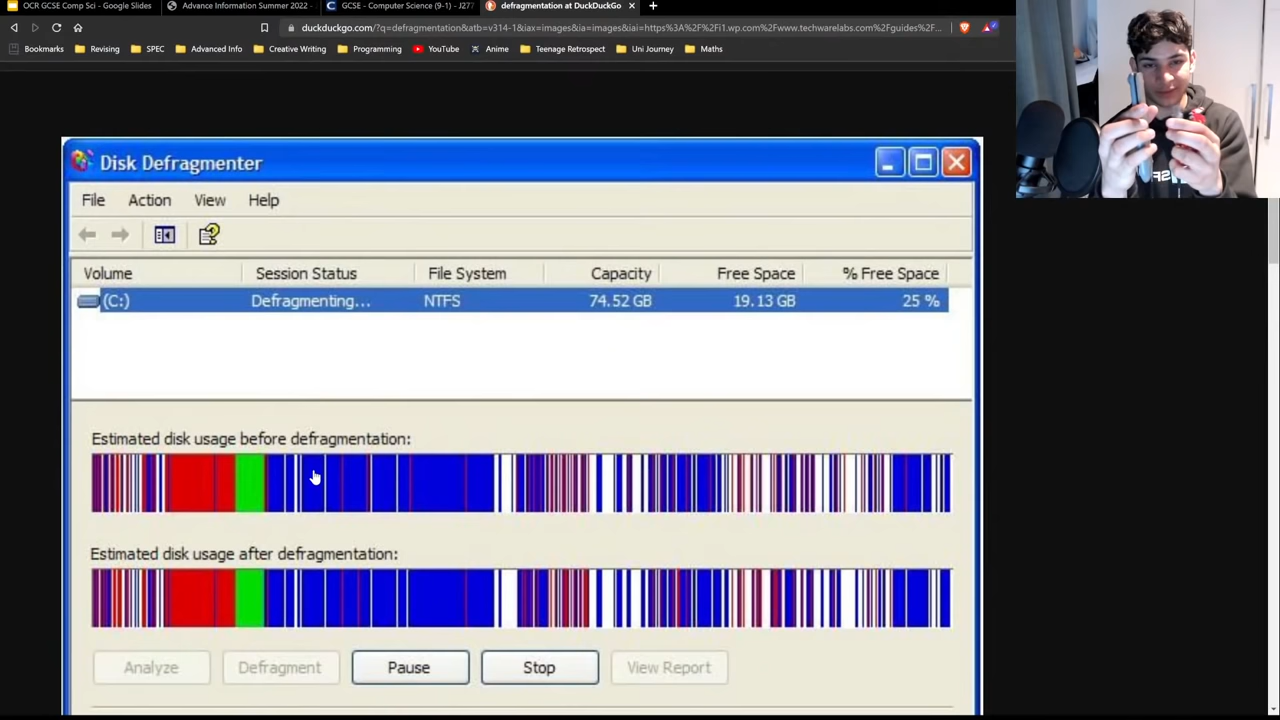 OCR GCSE Comp Sci - Google Slides
Advance Information Summer 2022 -
GCSE - Computer Science (9-1) - J277
defragmentation at DuckDuckGo
duckduckgo.com/?q=defragmentation&atb=v314-1&iax=images&ia=images&iai=https%3A%2F%2Fi1.wp.com%2Fwww.techwarelabs.com%2Fguides%2F...
Bookmarks Revising SPEC Advanced Info Creative Writing Programming YouTube Anime Teenage Retrospect Uni Journey Maths
Disk Defragmenter
File Action View Help
Volume Session Status File System Capacity Free Space % Free Space
(C:) Defragmenting... NTFS 74.52 GB 19.13 GB 25 %
Estimated disk usage before defragmentation:
Estimated disk usage after defragmentation:
Analyze Defragment Pause Stop View Report